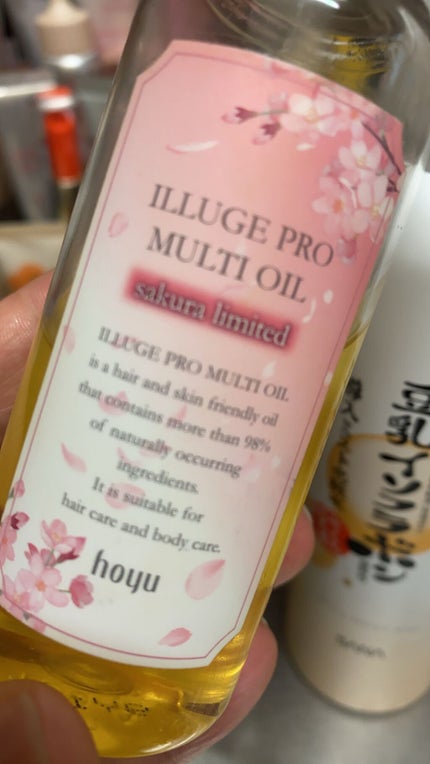 ILLUGE PRO
MULTI OIL
sakura limited
ILLUGE PRO MULTI OIL
is a hair and skin friendly oil
that contains more than 98%
of naturally occurring
ingredients.
It is suitable for
hair care and body care.
hoyu